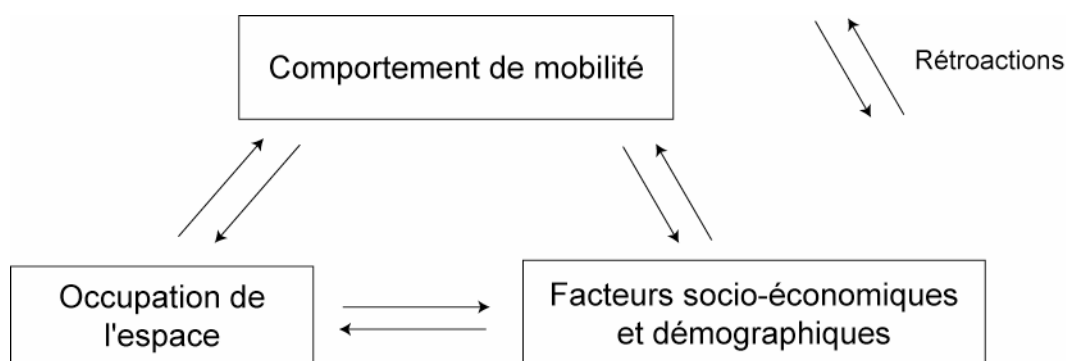 Comportement de mobilité
Rétroactions
Occupation de
l'espace
Facteurs socio-économiques
et démographiques